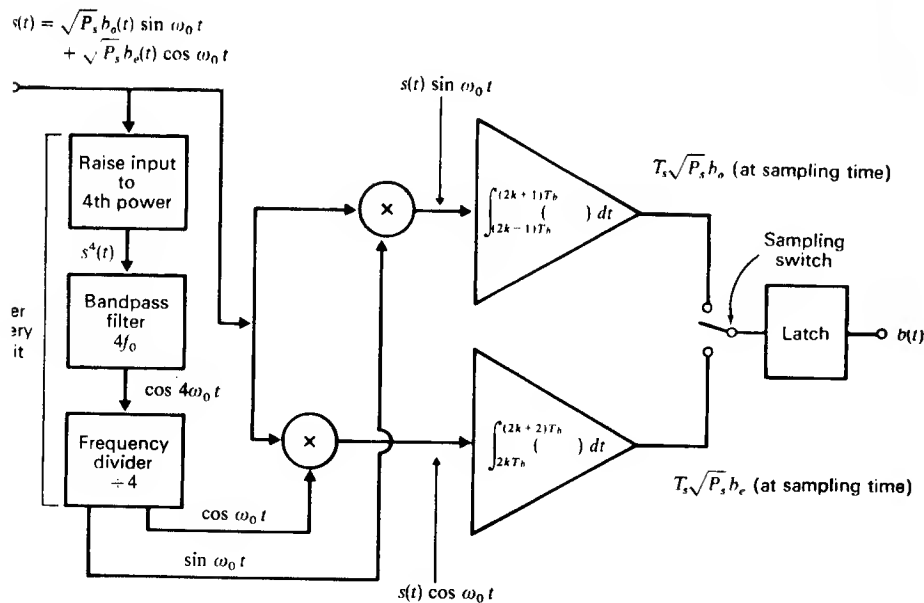 s(t) = √P_s b_o(t) sin ω_0 t
+ √P_s b_e(t) cos ω_0 t
Raise input
to
4th power
s^4(t)
Bandpass
filter
4f_0
cos 4ω_0 t
Frequency
divider
÷4
cos ω_0 t
sin ω_0 t
×
×
s(t) sin ω_0 t
∫_{(2k − 1)T_b}^{(2k + 1)T_b} ( ) dt
T_s√P_s b_o (at sampling time)
Sampling
switch
Latch
b(t)
∫_{2kT_b}^{(2k + 2)T_b} ( ) dt
T_s√P_s b_e (at sampling time)
s(t) cos ω_0 t